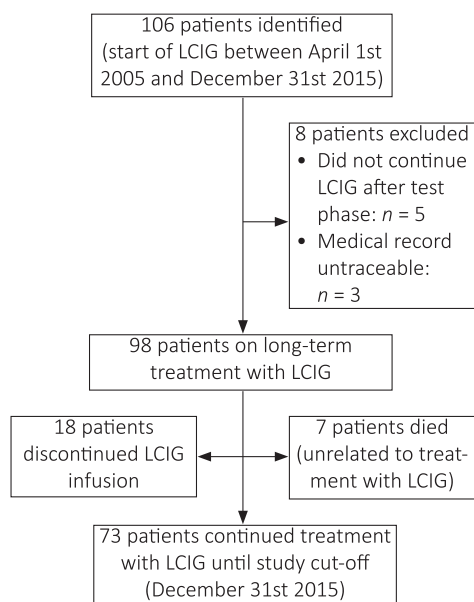 106 patients identified
(start of LCIG between April 1st
2005 and December 31st 2015)
8 patients excluded
• Did not continue
LCIG after test
phase: n = 5
• Medical record
untraceable:
n = 3
98 patients on long-term
treatment with LCIG
18 patients
discontinued LCIG
infusion
7 patients died
(unrelated to treat-
ment with LCIG)
73 patients continued treatment
with LCIG until study cut-off
(December 31st 2015)